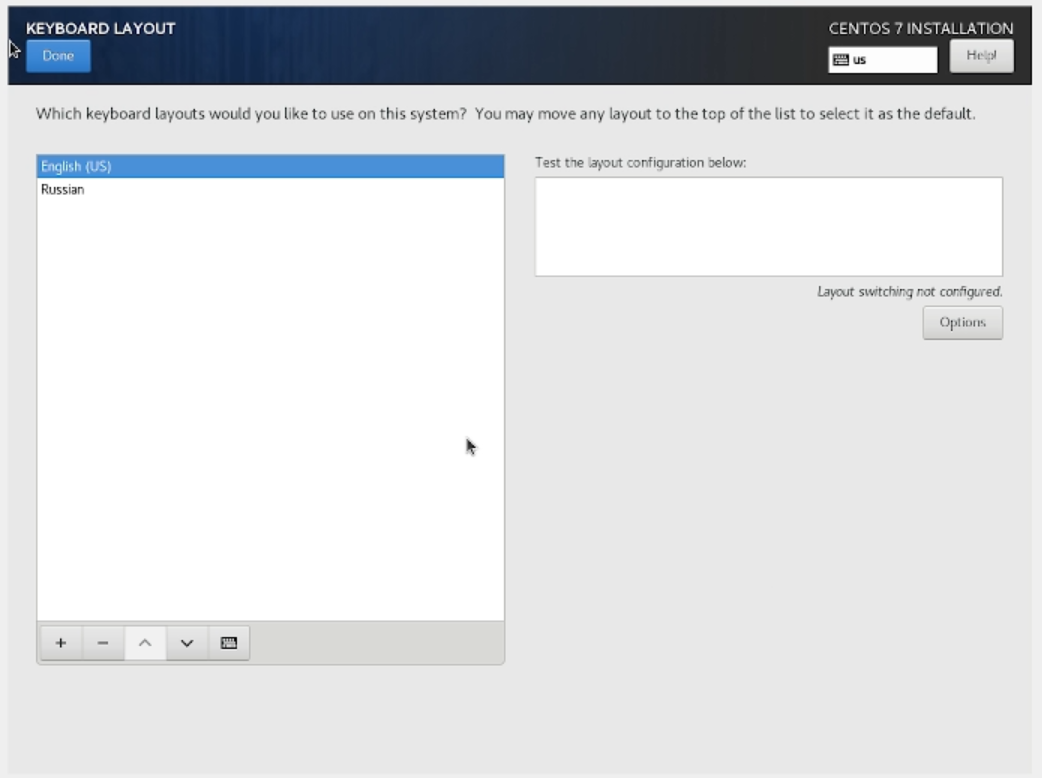 KEYBOARD LAYOUT
CENTOS 7 INSTALLATION
Done
us
Help!
Which keyboard layouts would you like to use on this system? You may move any layout to the top of the list to select it as the default.
English (US)
Russian
Test the layout configuration below:
Layout switching not configured.
Options